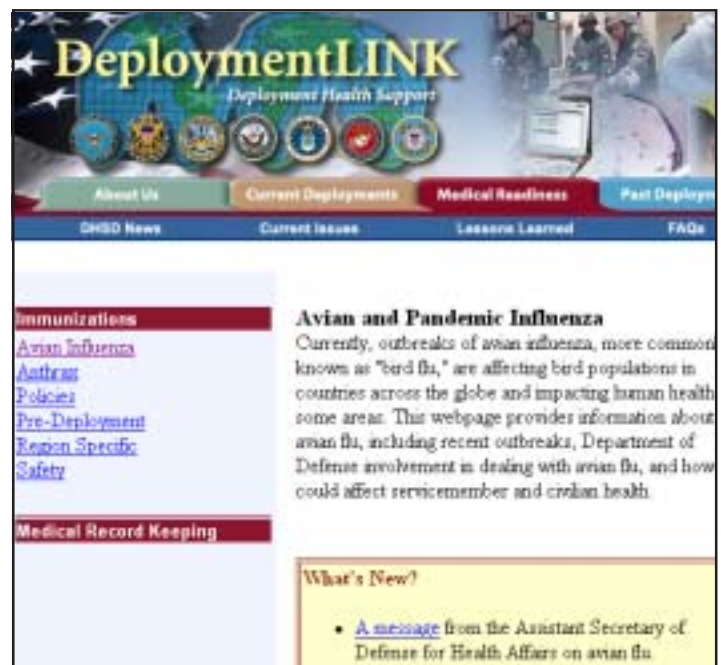 DeploymentLINK
Deployment Health Support
About Us Current Deployments Medical Readiness Past Deploym
DHSD News Current Issues Lessons Learned FAQs
Immunizations
Avian Influenza
Anthrax
Policies
Pre-Deployment
Region Specific
Safety
Medical Record Keeping
Avian and Pandemic Influenza
Currently, outbreaks of avian influenza, more common
known as "bird flu," are affecting bird populations in
countries across the globe and impacting human health
some areas. This webpage provides information about
avian flu, including recent outbreaks, Department of
Defense involvement in dealing with avian flu, and how
could affect servicemember and civilian health.
What's New?
• A message from the Assistant Secretary of
Defense for Health Affairs on avian flu